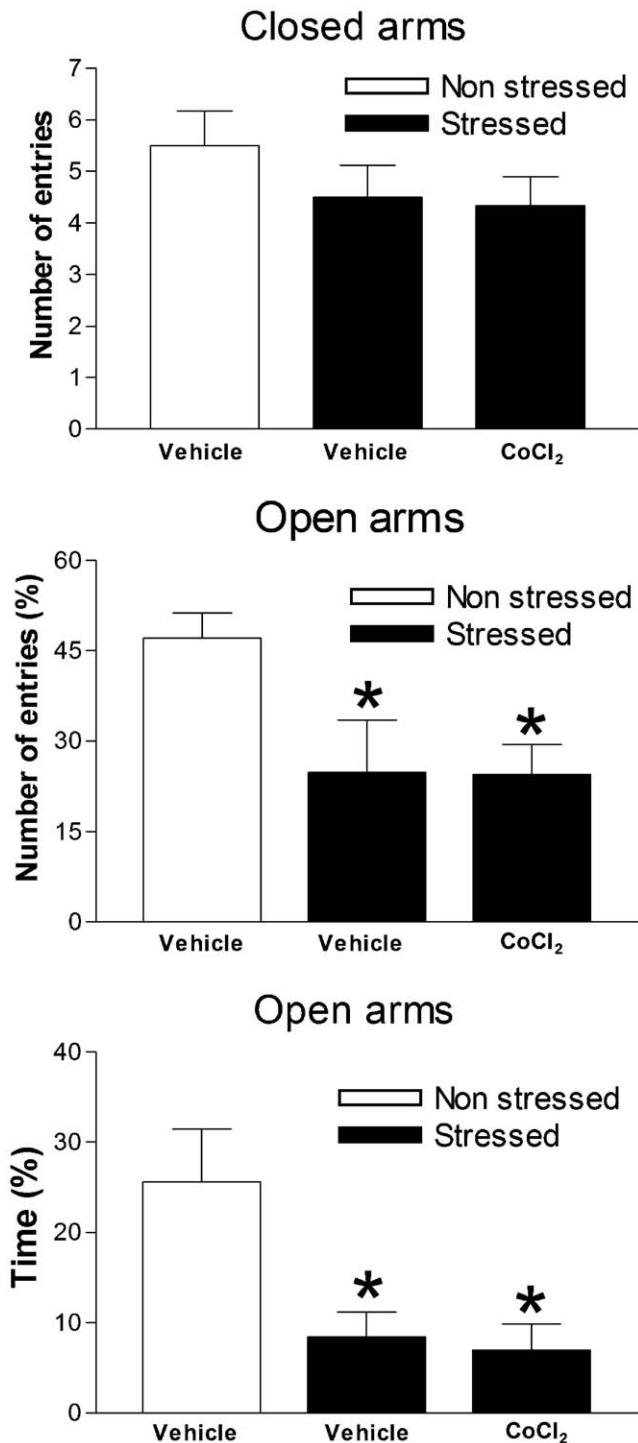 Closed arms
Number of entries
7
6
5
4
3
2
1
0
Non stressed
Stressed
Vehicle Vehicle CoCl₂
Open arms
Number of entries (%)
60
45
30
15
0
Non stressed
Stressed
*
*
Vehicle Vehicle CoCl₂
Open arms
Time (%)
40
30
20
10
0
Non stressed
Stressed
*
*
Vehicle Vehicle CoCl₂